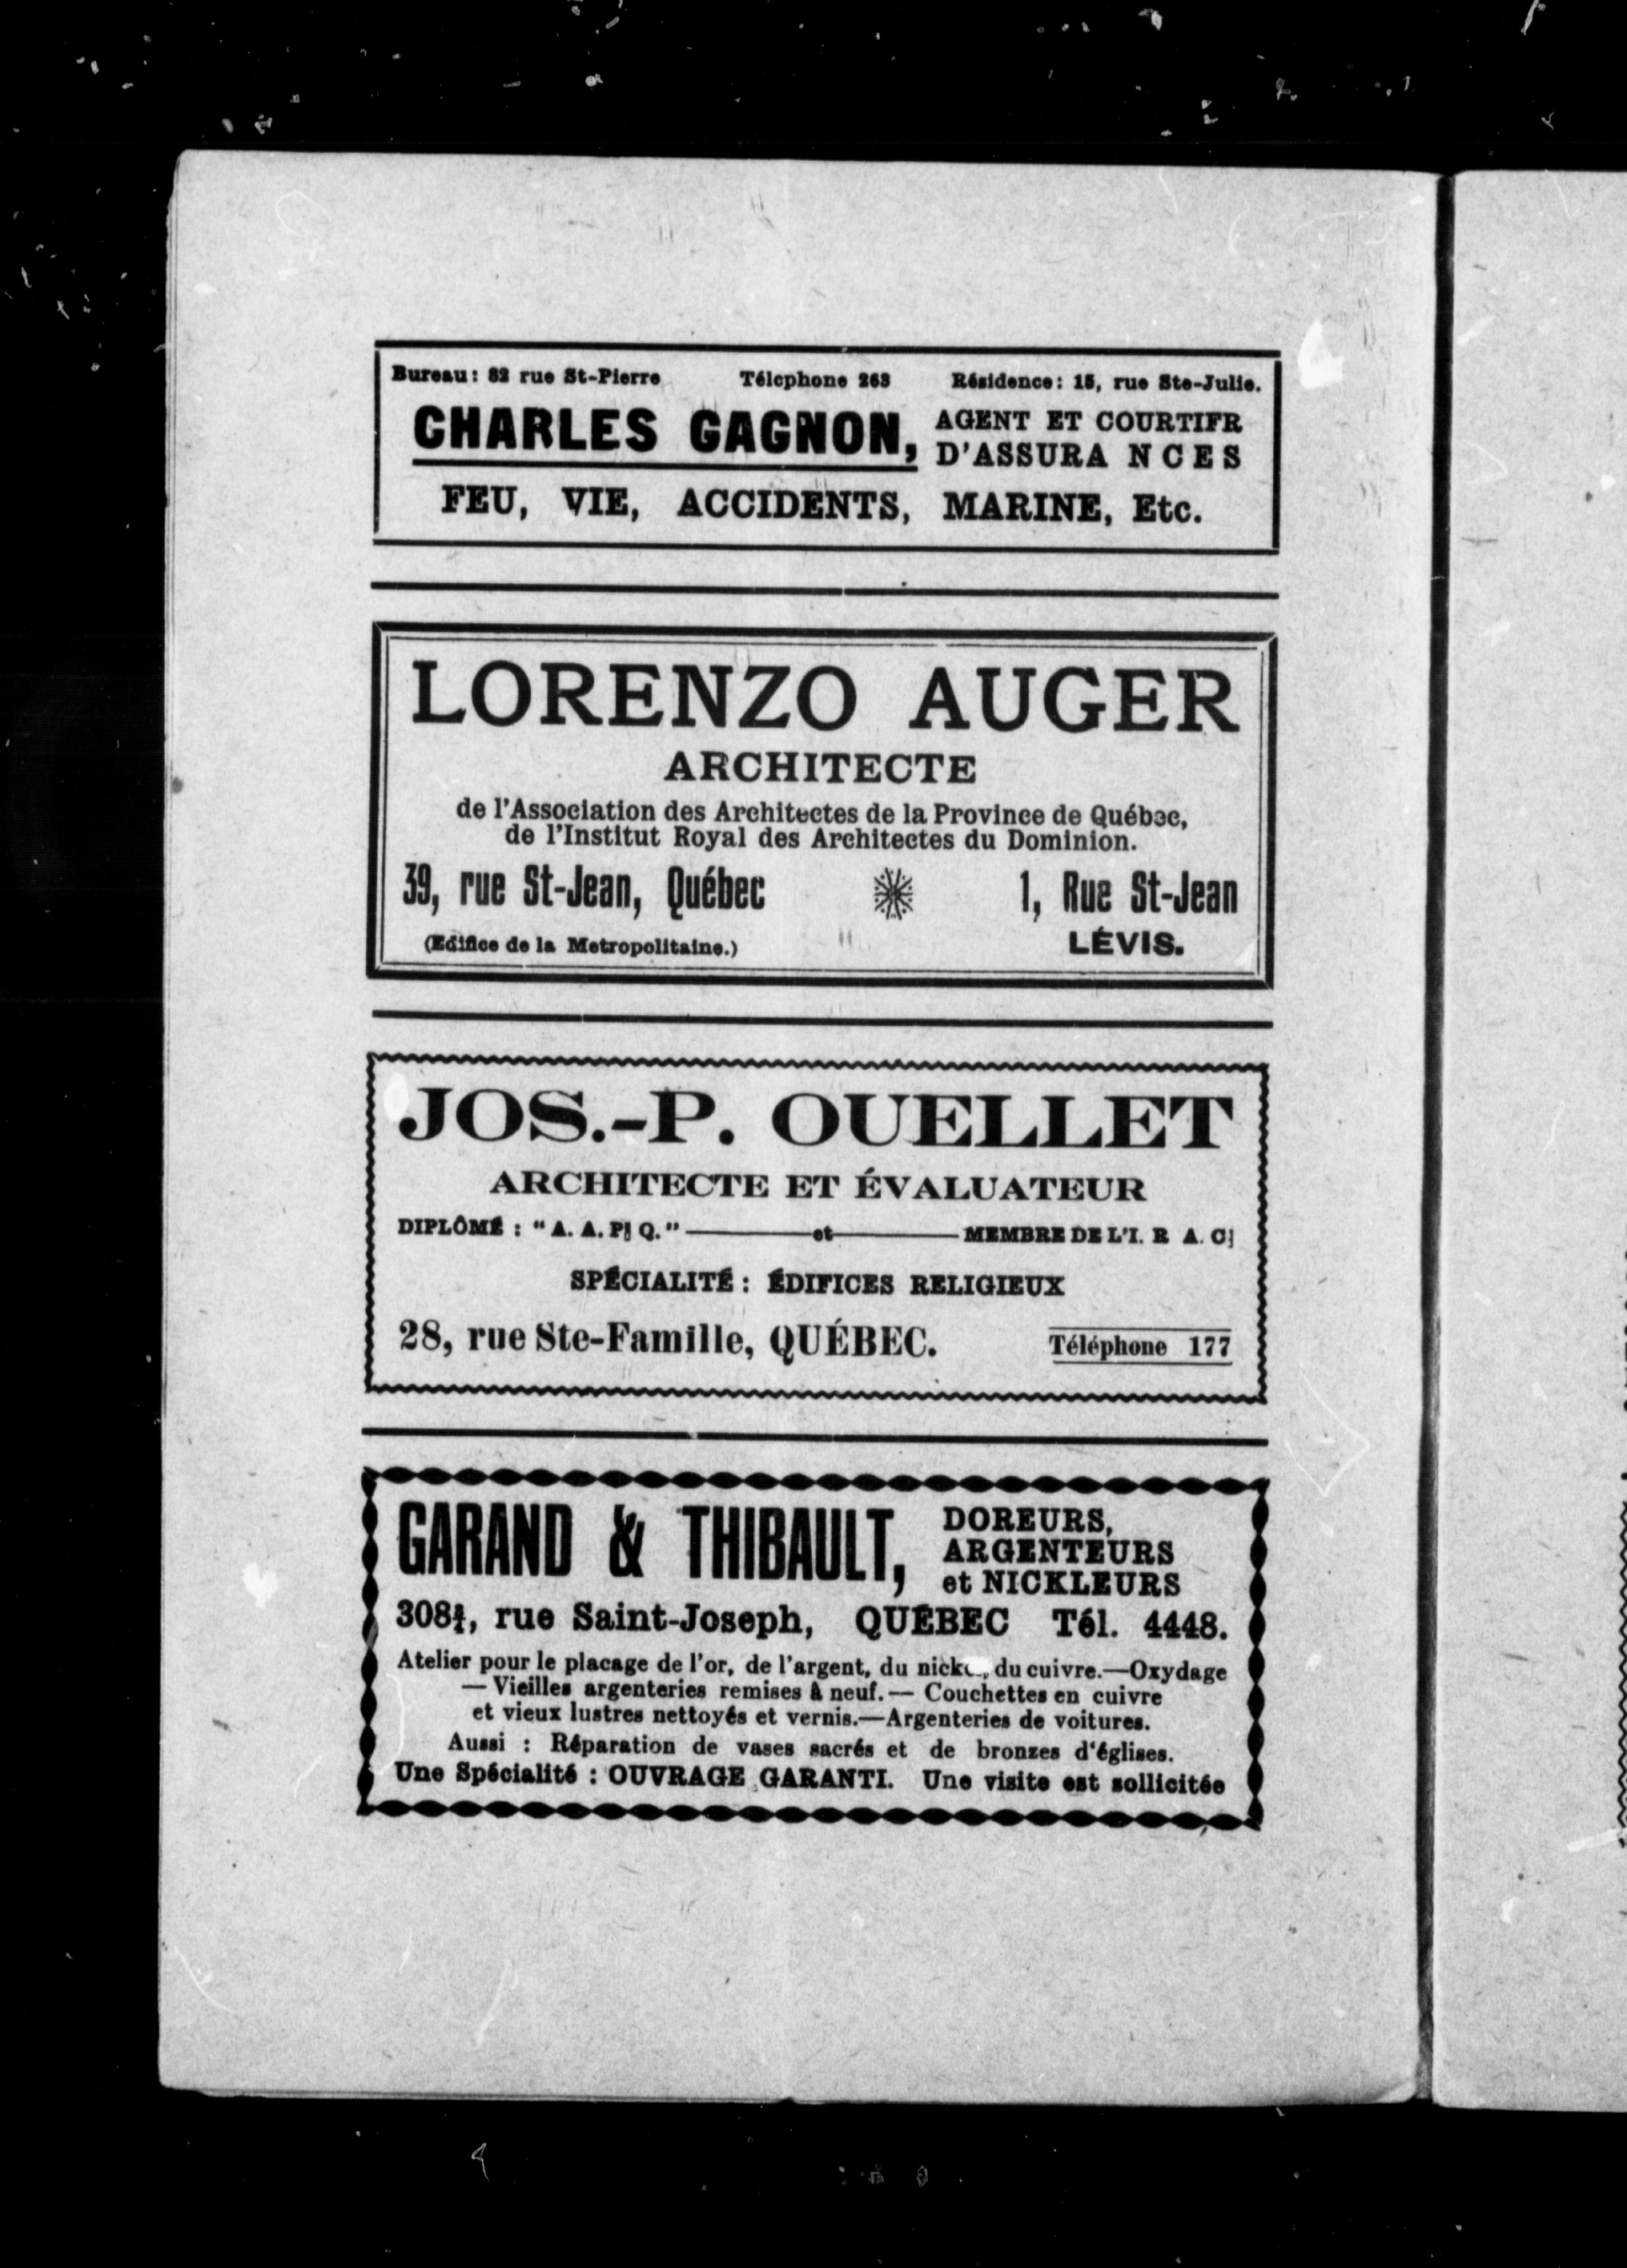 Bureau: 82 rue St-Pierre Télephone 263 Résidence: 15, rue Ste-Julie.
CHARLES GAGNON, AGENT ET COURTIER
D'ASSURANCES
FEU, VIE, ACCIDENTS, MARINE, Etc.
LORENZO AUGER
ARCHITECTE
de l'Association des Architectes de la Province de Québec,
de l'Institut Royal des Architectes du Dominion.
39, rue St-Jean, Québec 1, Rue St-Jean
(Edifice de la Metropolitaine.) LÉVIS.
JOS.-P. OUELLET
ARCHITECTE ET ÉVALUATEUR
DIPLÔMÉ : "A. A. P. Q." — et — MEMBRE DE L'I. R A. C.
SPÉCIALITÉ : ÉDIFICES RELIGIEUX
28, rue Ste-Famille, QUÉBEC. Téléphone 177
GARAND & THIBAULT, DOREURS,
ARGENTEURS
et NICKLEURS
rue Saint-Joseph, QUÉBEC Tél. 4448.
Atelier pour le placage de l'or, de l'argent, du du cuivre.—Oxydage
— Vieilles argenteries remises à neuf. — Couchettes en cuivre
et vieux lustres nettoyés et vernis.—Argenteries de voitures.
Aussi : Réparation de vases sacrés et de bronzes d'églises.
Une Spécialité : OUVRAGE GARANTI. Une visite est sollicitée